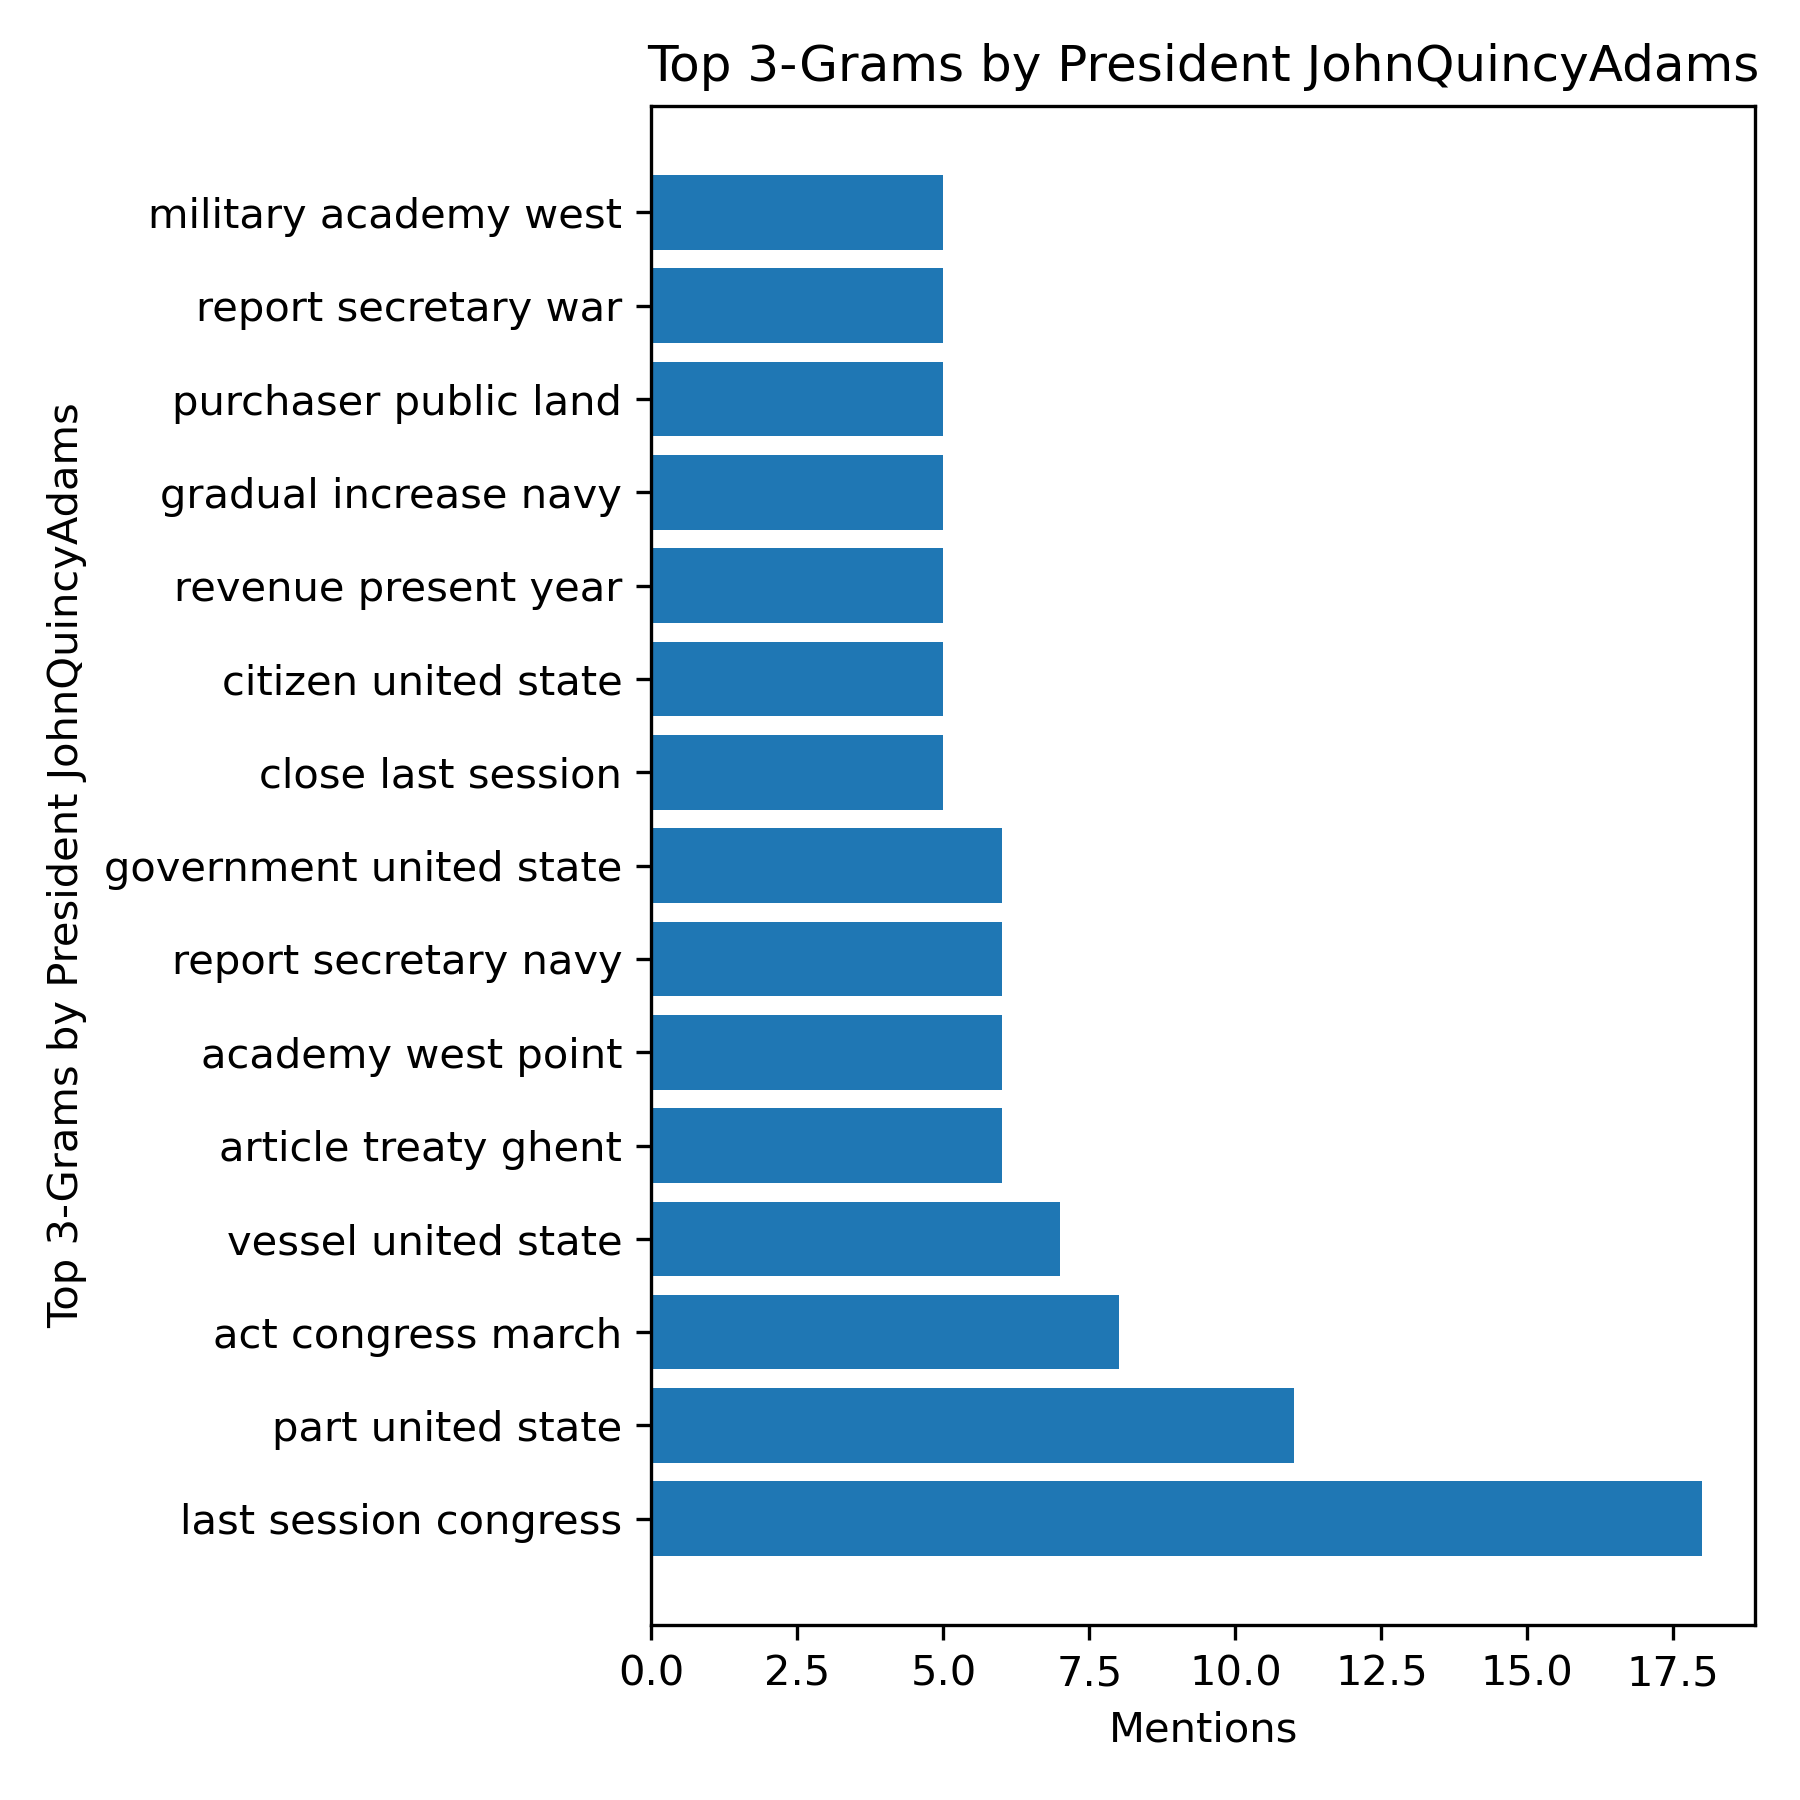 Top 3-Grams by President JohnQuincyAdams
Top 3-Grams by President JohnQuincyAdams
military academy west
report secretary war
purchaser public land
gradual increase navy
revenue present year
citizen united state
close last session
government united state
report secretary navy
academy west point
article treaty ghent
vessel united state
act congress march
part united state
last session congress
0.0 2.5 5.0 7.5 10.0 12.5 15.0 17.5
Mentions